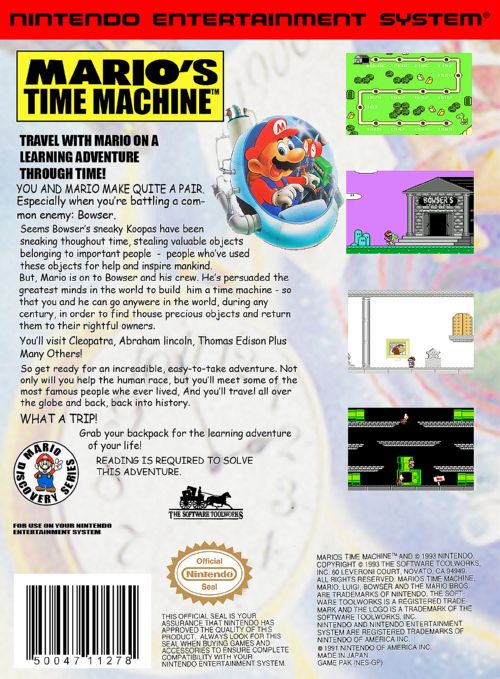 NINTENDO ENTERTAINMENT SYSTEM®
MARIO'S
TIME MACHINE™
TRAVEL WITH MARIO ON A
LEARNING ADVENTURE
THROUGH TIME!
YOU AND MARIO MAKE QUITE A PAIR.
Especially when you're battling a com-
mon enemy: Bowser.
Seems Bowser's sneaky Koopas have been
sneaking thoughout time, stealing valuable objects
belonging to important people - people who've used
these objects for help and inspire mankind.
But, Mario is on to Bowser and his crew. He's persuaded the
greatest minds in the world to build him a time machine - so
that you and he can go anywere in the world, during any
century, in order to find thouse precious objects and return
them to their rightful owners.
You'll visit Cleopatra, Abraham lincoln, Thomas Edison Plus
Many Others!
So get ready for an increadible, easy-to-take adventure. Not
only will you help the human race, but you'll meet some of the
most famous people whe ever lived, And you'll travel all over
the globe and back, back into history.
WHAT A TRIP!
Grab your backpack for the learning adventure
of your life!
READING IS REQUIRED TO SOLVE
THIS ADVENTURE.
MARIO
DISCOVERY SERIES
THE SOFTWARE TOOLWORKS
FOR USE ON YOUR NINTENDO
ENTERTAINMENT SYSTEM
BOWSER'S
Official
Nintendo
Seal
THIS OFFICIAL SEAL IS YOUR
ASSURANCE THAT NINTENDO HAS
APPROVED THE QUALITY OF THIS
PRODUCT. ALWAYS LOOK FOR THIS
SEAL WHEN BUYING GAMES AND
ACCESSORIES TO ENSURE COMPLETE
COMPATIBILITY WITH YOUR
NINTENDO ENTERTAINMENT SYSTEM.
50047 11278
MARIOS TIME MACHINE™ AND © 1993 NINTENDO.
COPYRIGHT © 1993 THE SOFTWARE TOOLWORKS,
INC. 60 LEVERONI COURT, NOVATO, CA 94949.
ALL RIGHTS RESERVED. MARIOS TIME MACHINE,
MARIO, LUIGI, BOWSER AND THE MARIO BROS.
ARE TRADEMARKS OF NINTENDO. THE SOFT-
WARE TOOLWORKS IS A REGISTERED TRADE-
MARK AND THE LOGO IS A TRADEMARK OF THE
SOFTWARE TOOLWORKS, INC.
NINTENDO AND NINTENDO ENTERTAINMENT
SYSTEM ARE REGISTERED TRADEMARKS OF
NINTENDO OF AMERICA INC.
© 1991 NINTENDO OF AMERICA INC.
MADE IN JAPAN
GAME PAK (NES-GP)